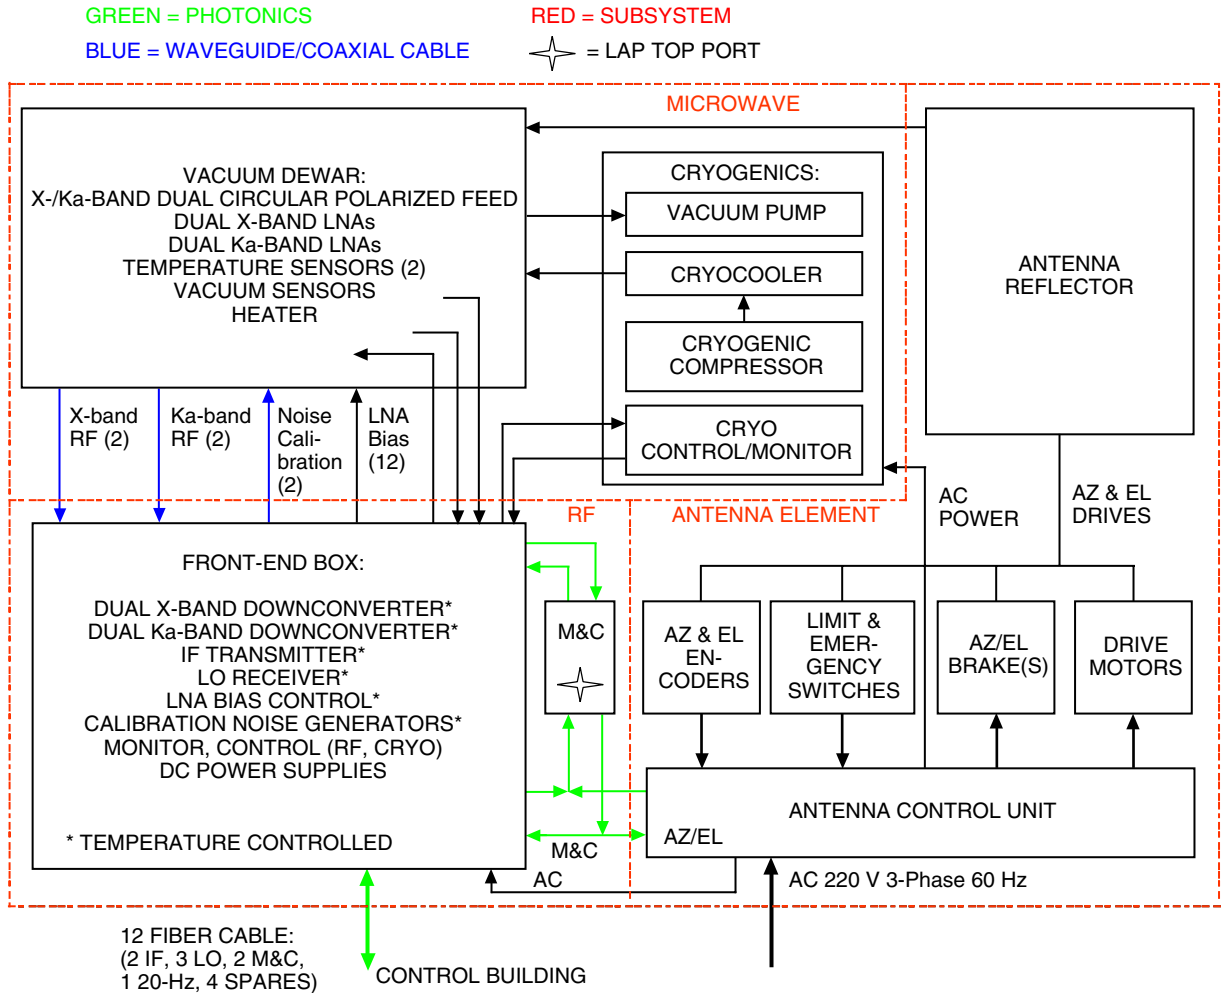 GREEN = PHOTONICS
RED = SUBSYSTEM
BLUE = WAVEGUIDE/COAXIAL CABLE
= LAP TOP PORT
MICROWAVE
VACUUM DEWAR:
X-/Ka-BAND DUAL CIRCULAR POLARIZED FEED
DUAL X-BAND LNAs
DUAL Ka-BAND LNAs
TEMPERATURE SENSORS (2)
VACUUM SENSORS
HEATER
CRYOGENICS:
VACUUM PUMP
CRYOCOOLER
CRYOGENIC
COMPRESSOR
CRYO
CONTROL/MONITOR
ANTENNA
REFLECTOR
X-band
RF (2)
Ka-band
RF (2)
Noise
Cali-
bration
(2)
LNA
Bias
(12)
AC
POWER
AZ & EL
DRIVES
RF
ANTENNA ELEMENT
FRONT-END BOX:
DUAL X-BAND DOWNCONVERTER*
DUAL Ka-BAND DOWNCONVERTER*
IF TRANSMITTER*
LO RECEIVER*
LNA BIAS CONTROL*
CALIBRATION NOISE GENERATORS*
MONITOR, CONTROL (RF, CRYO)
DC POWER SUPPLIES
* TEMPERATURE CONTROLLED
M&C
AZ & EL
EN-
CODERS
LIMIT &
EMER-
GENCY
SWITCHES
AZ/EL
BRAKE(S)
DRIVE
MOTORS
ANTENNA CONTROL UNIT
AZ/EL
M&C
AC
AC 220 V 3-Phase 60 Hz
12 FIBER CABLE:
(2 IF, 3 LO, 2 M&C,
1 20-Hz, 4 SPARES)
CONTROL BUILDING